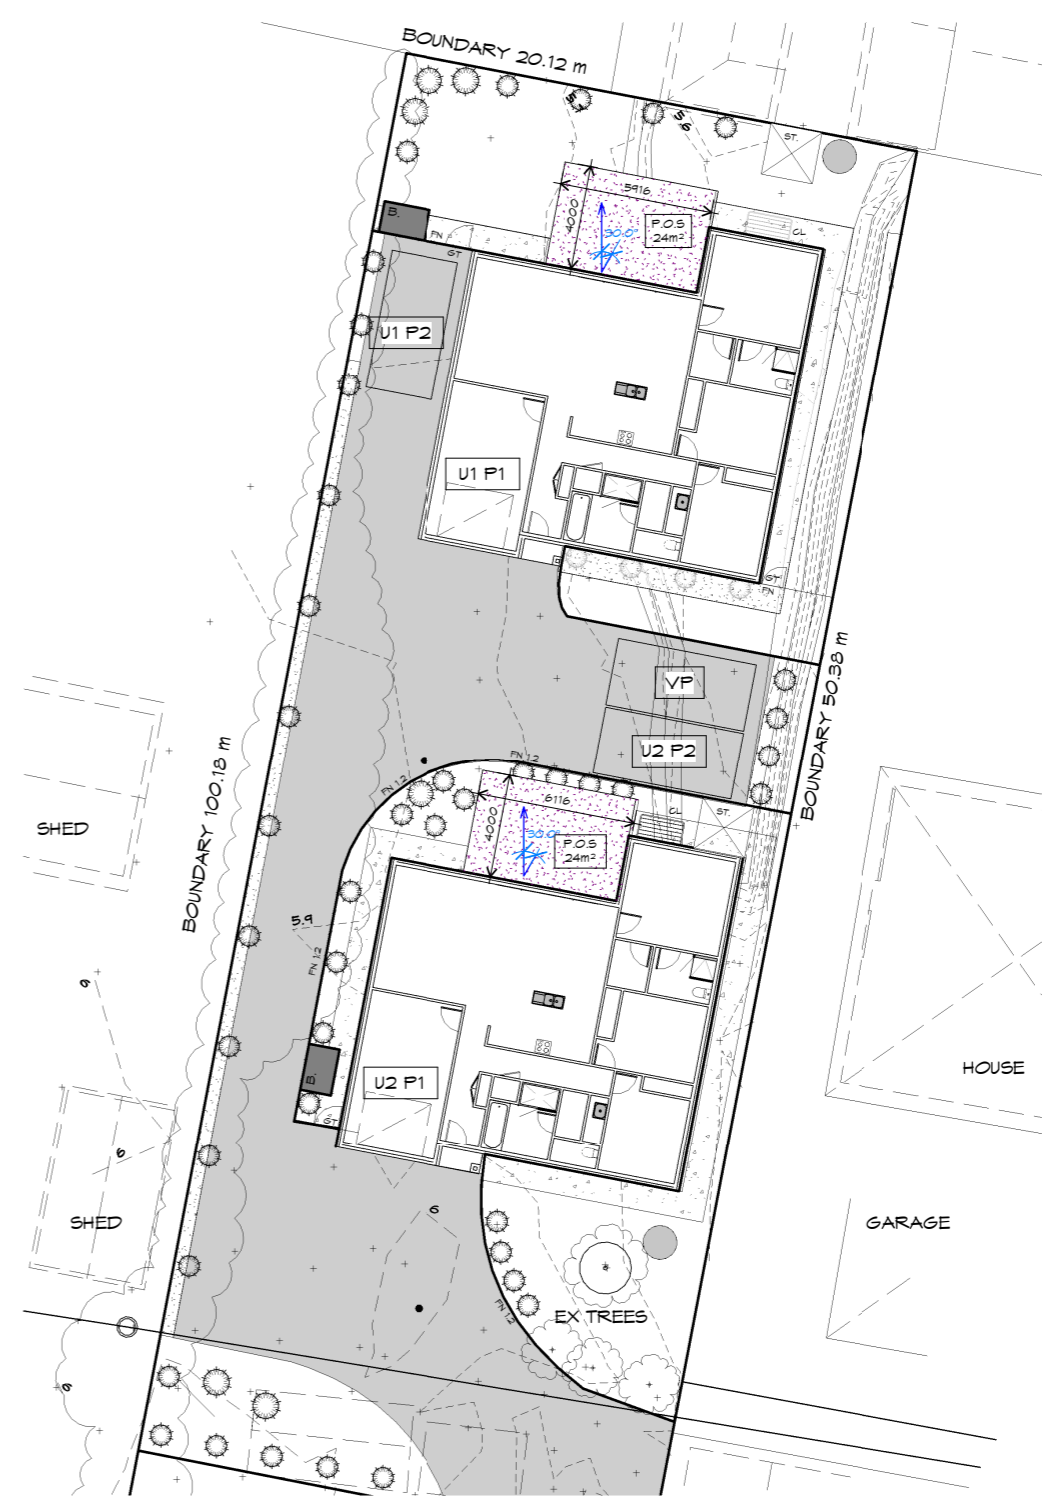 BOUNDARY 20.12 m
5.6
ST.
5916
4000
P.O.S
24m²
30.0°
B.
FN
GT
CL
U1 P2
U1 P1
GT
FN
VP
U2 P2
BOUNDARY 50.38 m
BOUNDARY 100.18 m
FN 1.2
FN 1.2
6116
4000
30.0°
P.O.S
24m²
CL
ST.
SHED
5.9
FN 1.2
6
HOUSE
B.
U2 P1
GT
6
SHED
6
GARAGE
FN 1.2
EX TREES
6